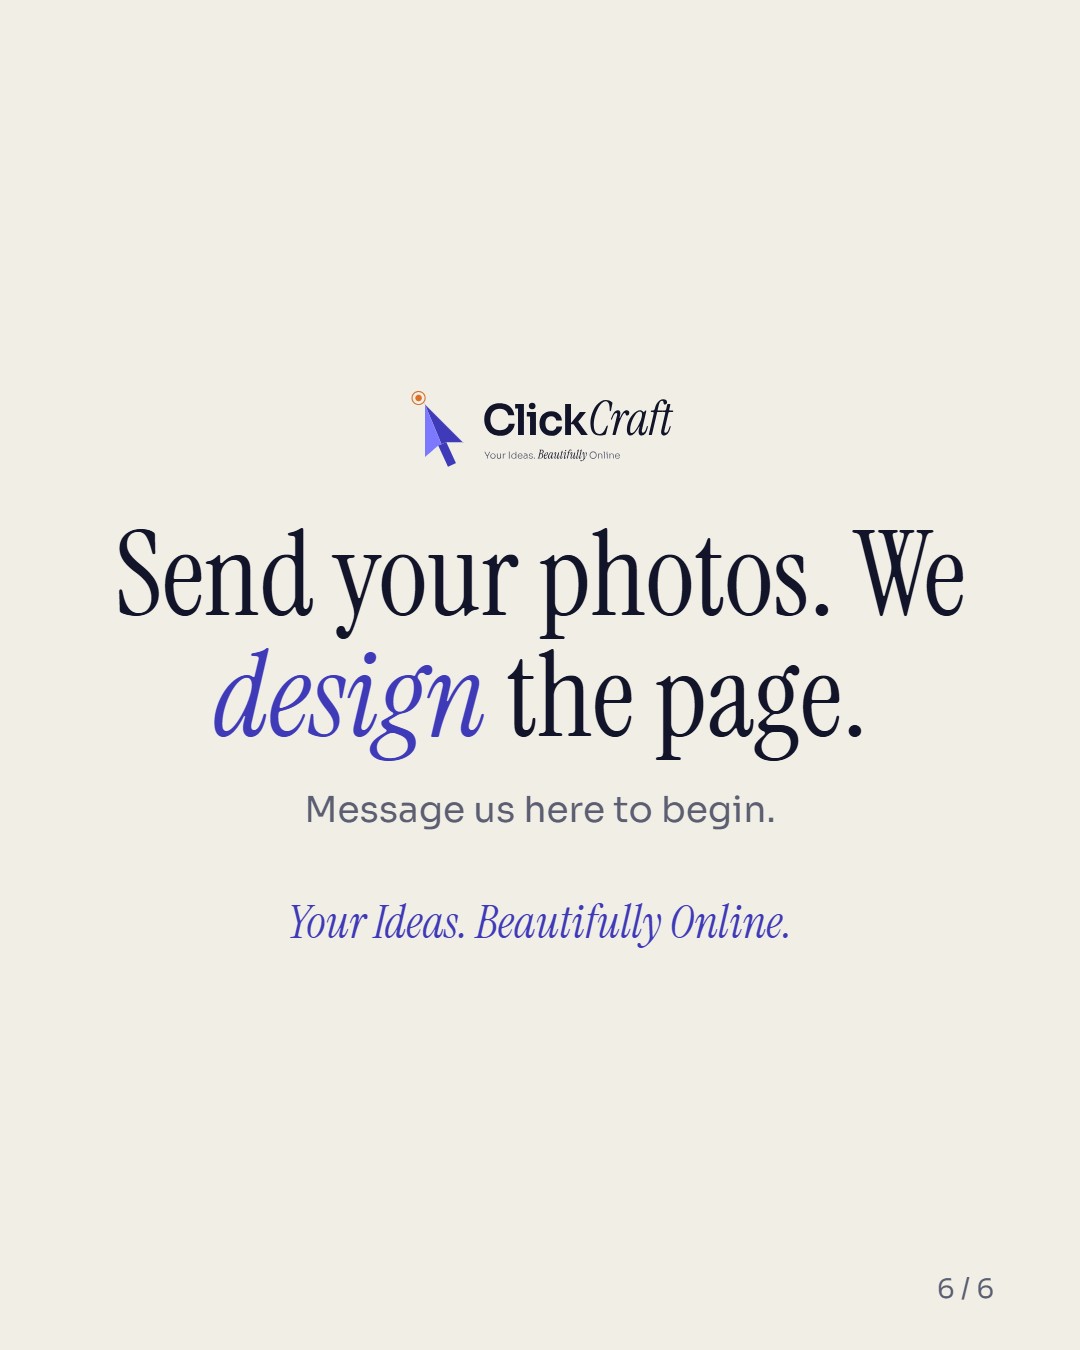 ClickCraft
Your Ideas. Beautifully Online
Send your photos. We
design the page.
Message us here to begin.
Your Ideas. Beautifully Online.
6 / 6